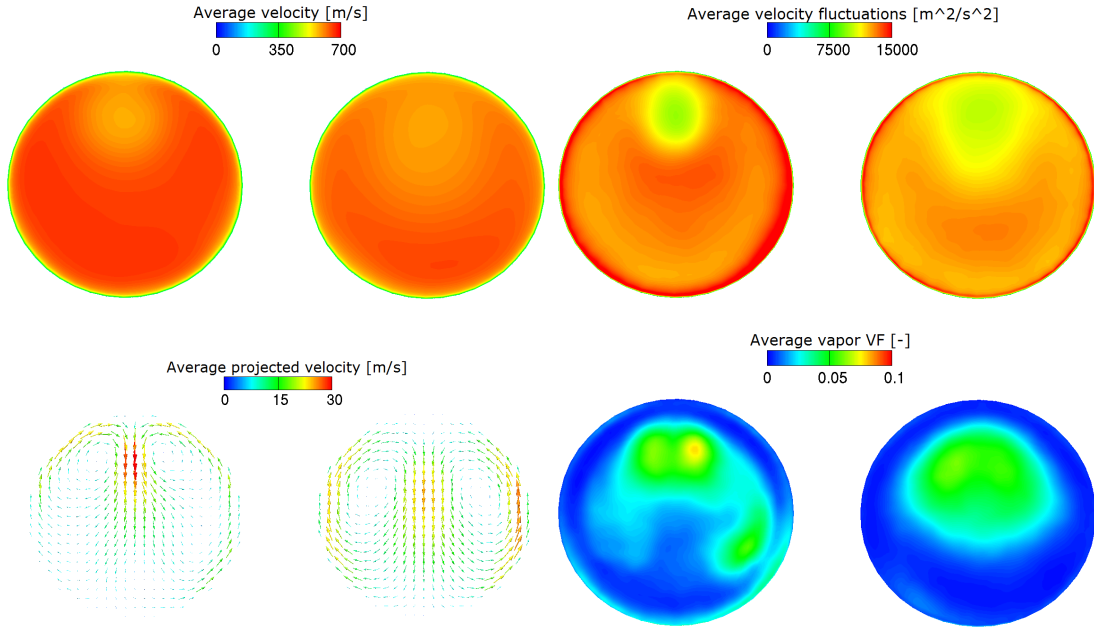 Average velocity [m/s]
0 350 700
Average velocity fluctuations [m^2/s^2]
0 7500 15000
Average projected velocity [m/s]
0 15 30
Average vapor VF [-]
0 0.05 0.1